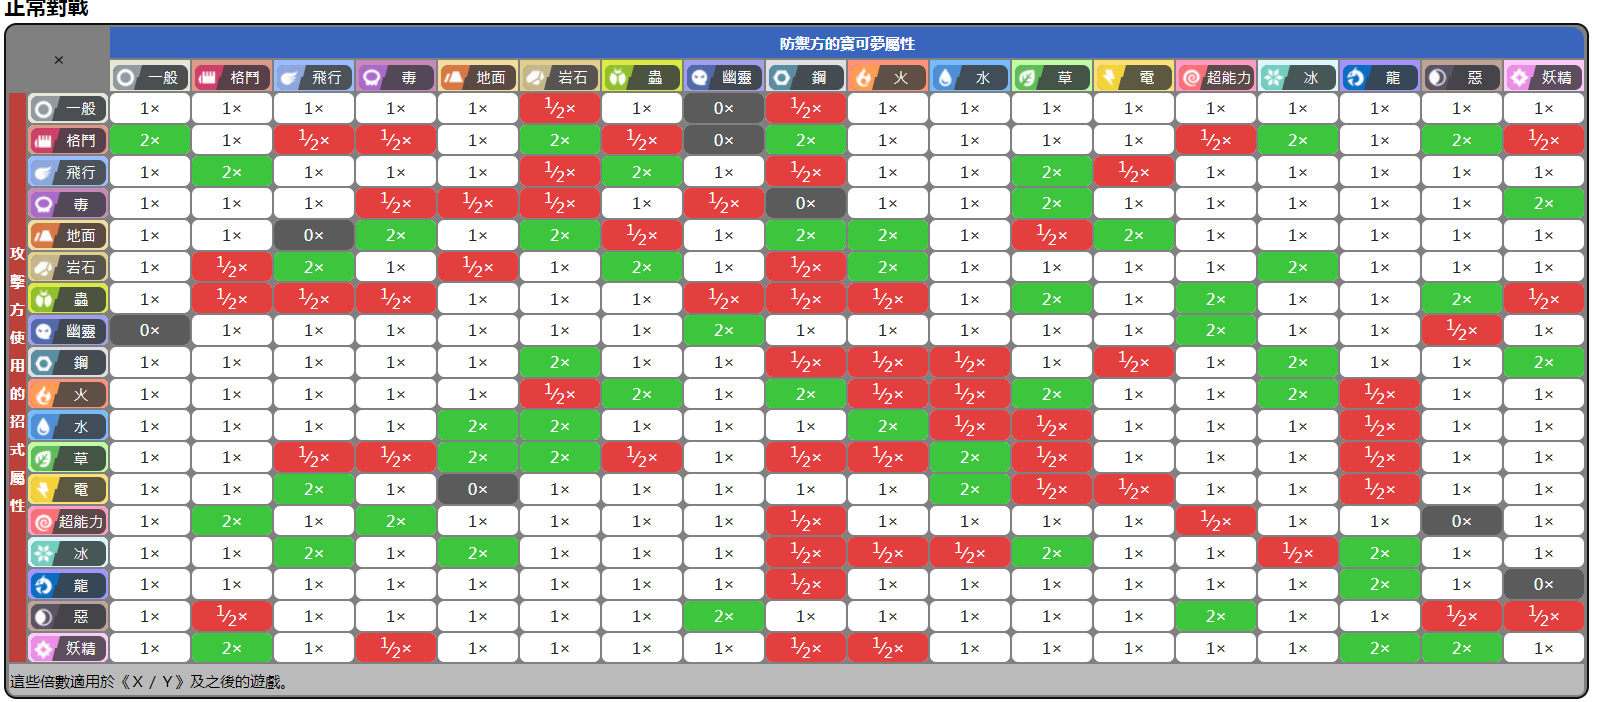 正常對戰
× 防禦方的寶可夢屬性
一般 格鬥 飛行 毒 地面 岩石 蟲 幽靈 鋼 火 水 草 電 超能力 冰 龍 惡 妖精
攻擊方使用的招式屬性
一般 1× 1× 1× 1× 1× 1⁄2× 1× 0× 1⁄2× 1× 1× 1× 1× 1× 1× 1× 1× 1×
格鬥 2× 1× 1⁄2× 1⁄2× 1× 2× 1⁄2× 0× 2× 1× 1× 1× 1× 1⁄2× 2× 1× 2× 1⁄2×
飛行 1× 2× 1× 1× 1× 1⁄2× 2× 1× 1⁄2× 1× 1× 2× 1⁄2× 1× 1× 1× 1× 1×
毒 1× 1× 1× 1⁄2× 1⁄2× 1⁄2× 1× 1⁄2× 0× 1× 1× 2× 1× 1× 1× 1× 1× 2×
地面 1× 1× 0× 2× 1× 2× 1⁄2× 1× 2× 2× 1× 1⁄2× 2× 1× 1× 1× 1× 1×
岩石 1× 1⁄2× 2× 1× 1⁄2× 1× 2× 1× 1⁄2× 2× 1× 1× 1× 1× 2× 1× 1× 1×
蟲 1× 1⁄2× 1⁄2× 1⁄2× 1× 1× 1× 1⁄2× 1⁄2× 1⁄2× 1× 2× 1× 2× 1× 1× 2× 1⁄2×
幽靈 0× 1× 1× 1× 1× 1× 1× 2× 1× 1× 1× 1× 1× 2× 1× 1× 1⁄2× 1×
鋼 1× 1× 1× 1× 1× 2× 1× 1× 1⁄2× 1⁄2× 1⁄2× 1× 1⁄2× 1× 2× 1× 1× 2×
火 1× 1× 1× 1× 1× 1⁄2× 2× 1× 2× 1⁄2× 1⁄2× 2× 1× 1× 2× 1⁄2× 1× 1×
水 1× 1× 1× 1× 2× 2× 1× 1× 1× 2× 1⁄2× 1⁄2× 1× 1× 1× 1⁄2× 1× 1×
草 1× 1× 1⁄2× 1⁄2× 2× 2× 1⁄2× 1× 1⁄2× 1⁄2× 2× 1⁄2× 1× 1× 1× 1⁄2× 1× 1×
電 1× 1× 2× 1× 0× 1× 1× 1× 1× 1× 2× 1⁄2× 1⁄2× 1× 1× 1⁄2× 1× 1×
超能力 1× 2× 1× 2× 1× 1× 1× 1× 1⁄2× 1× 1× 1× 1× 1⁄2× 1× 1× 0× 1×
冰 1× 1× 2× 1× 2× 1× 1× 1× 1⁄2× 1⁄2× 1⁄2× 2× 1× 1× 1⁄2× 2× 1× 1×
龍 1× 1× 1× 1× 1× 1× 1× 1× 1⁄2× 1× 1× 1× 1× 1× 1× 2× 1× 0×
惡 1× 1⁄2× 1× 1× 1× 1× 1× 2× 1× 1× 1× 1× 1× 2× 1× 1× 1⁄2× 1⁄2×
妖精 1× 2× 1× 1⁄2× 1× 1× 1× 1× 1⁄2× 1⁄2× 1× 1× 1× 1× 1× 2× 2× 1×
這些倍數適用於《Ｘ / Ｙ》及之後的遊戲。